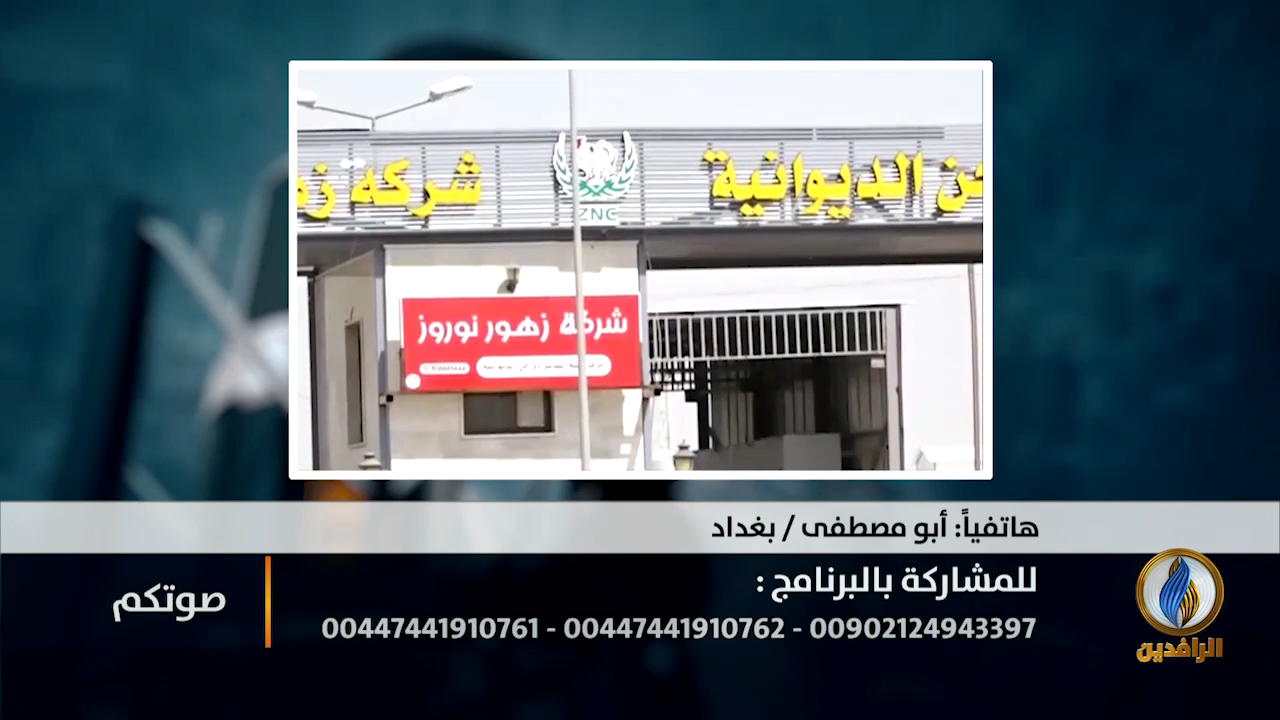 شركة
ZNC
الديوانية
شركة زهور نوروز
هاتفياً: أبو مصطفى / بغداد
للمشاركة بالبرنامج :
00447441910761 - 00447441910762 - 00902124943397
صوتكم
الرافدين